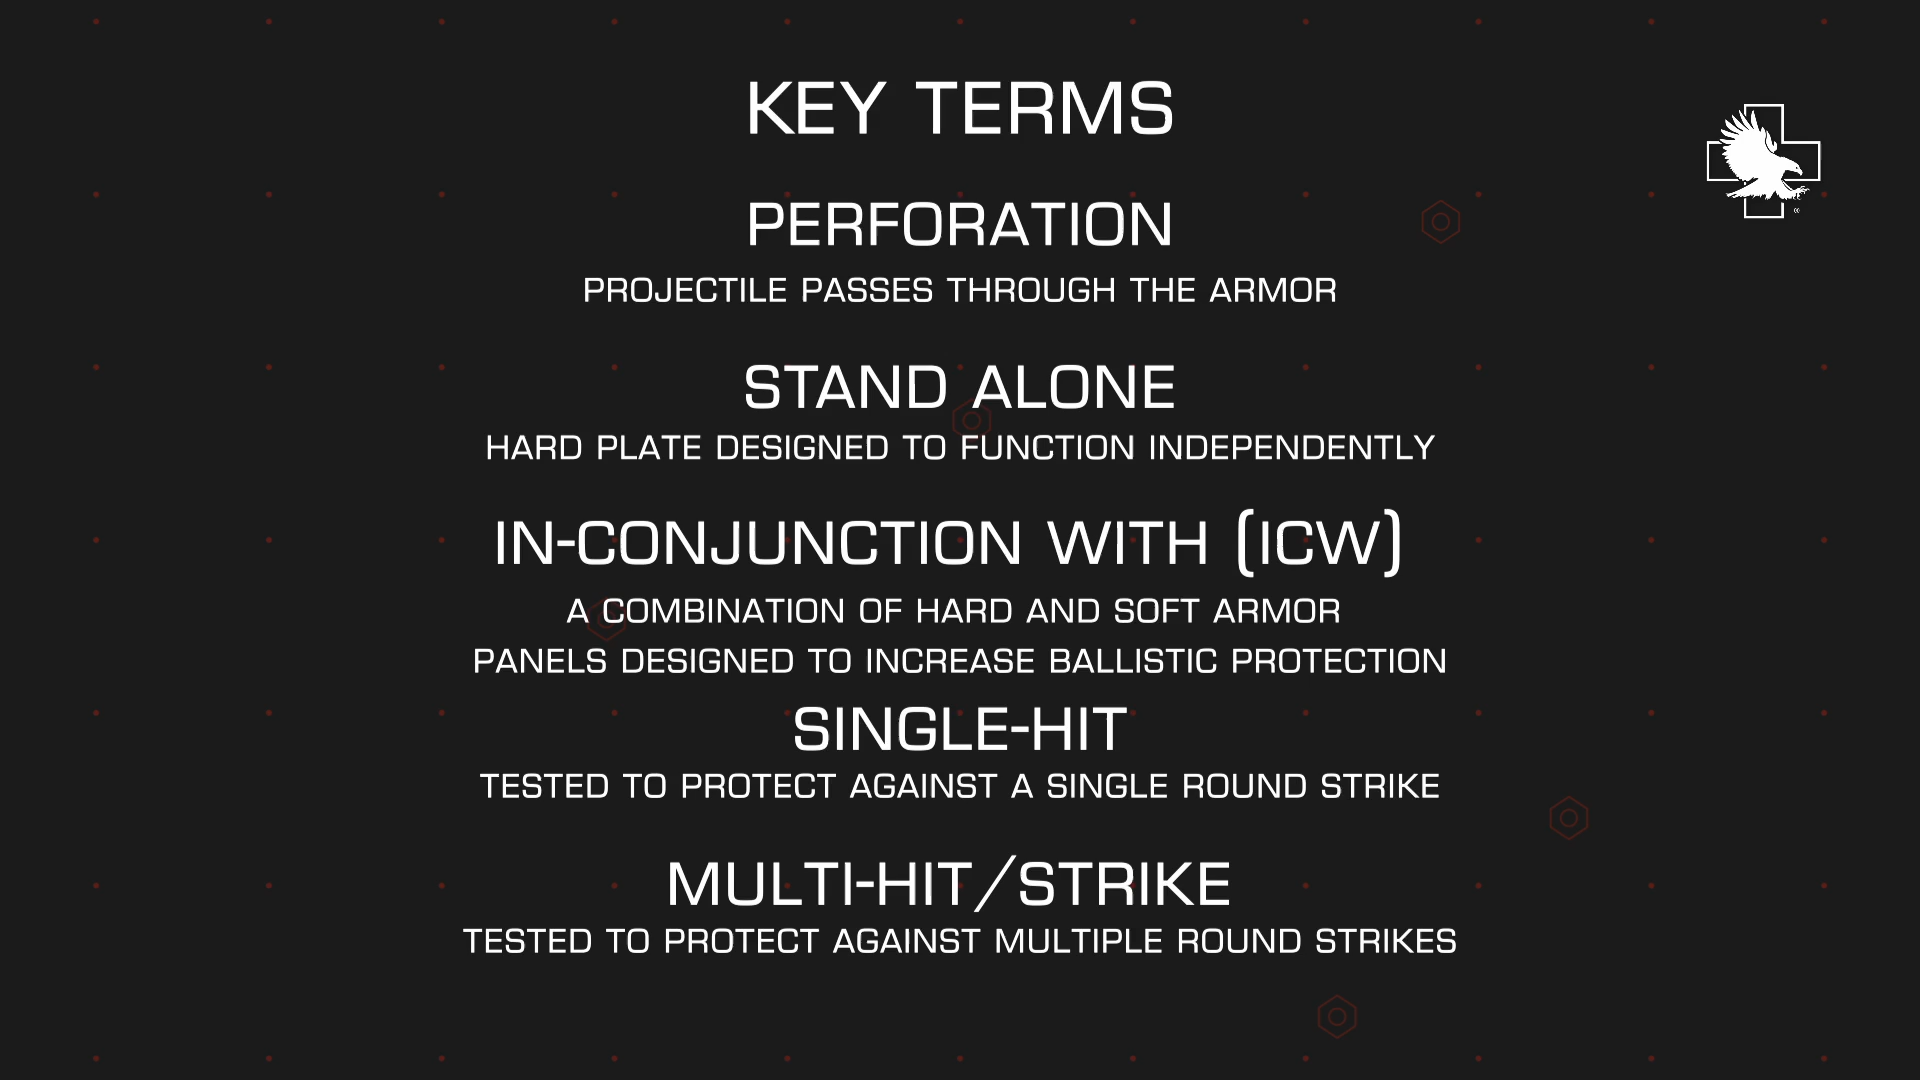 KEY TERMS
PERFORATION
PROJECTILE PASSES THROUGH THE ARMOR
STAND ALONE
HARD PLATE DESIGNED TO FUNCTION INDEPENDENTLY
IN-CONJUNCTION WITH (ICW)
A COMBINATION OF HARD AND SOFT ARMOR
PANELS DESIGNED TO INCREASE BALLISTIC PROTECTION
SINGLE-HIT
TESTED TO PROTECT AGAINST A SINGLE ROUND STRIKE
MULTI-HIT/STRIKE
TESTED TO PROTECT AGAINST MULTIPLE ROUND STRIKES